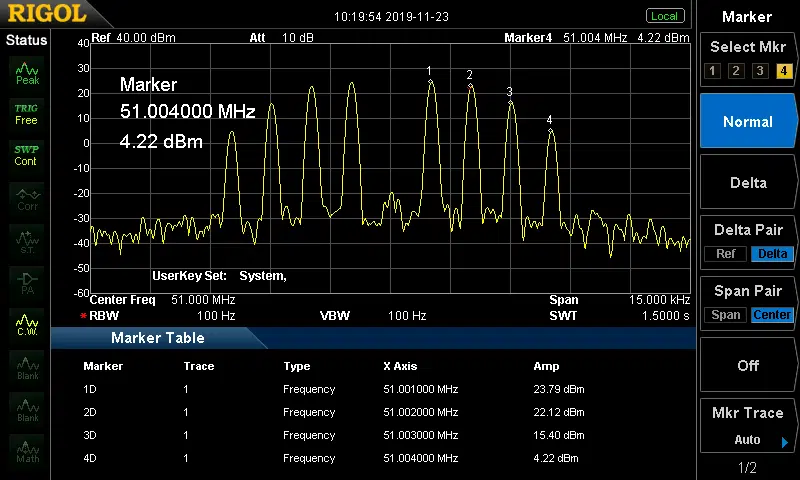 RIGOL
10:19:54 2019-11-23
Local
Status
Ref 40.00 dBm Att 10 dB Marker4 51.004 MHz 4.22 dBm
Peak
TRIG
Free
SWP
Cont
Corr
S.T.
PA
C.W.
Blank
Blank
Math
40
30
20
10
0
-10
-20
-30
-40
-50
-60
Marker
51.004000 MHz
4.22 dBm
1
2
3
4
UserKey Set: System,
Center Freq 51.000 MHz Span 15.000 kHz
*RBW 100 Hz VBW 100 Hz SWT 1.5000 s
Marker Table
Marker Trace Type X Axis Amp
1D 1 Frequency 51.001000 MHz 23.79 dBm
2D 1 Frequency 51.002000 MHz 22.12 dBm
3D 1 Frequency 51.003000 MHz 15.40 dBm
4D 1 Frequency 51.004000 MHz 4.22 dBm
Marker
Select Mkr
1 2 3 4
Normal
Delta
Delta Pair
Ref Delta
Span Pair
Span Center
Off
Mkr Trace
Auto
1/2